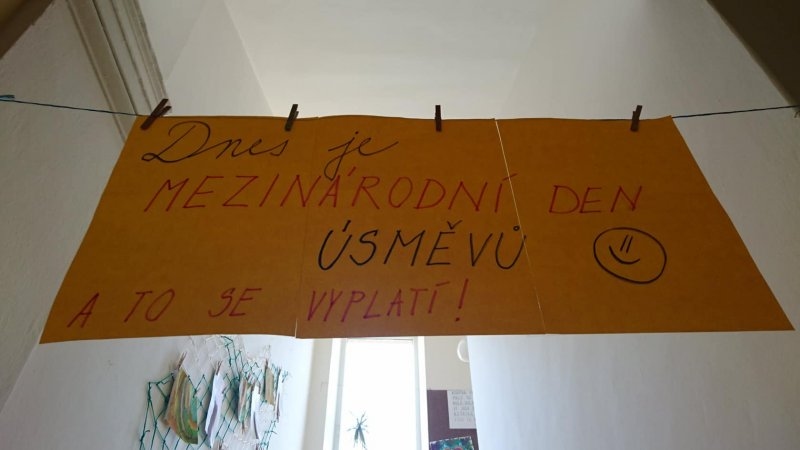 Dnes je
MEZINÁRODNÍ DEN
ÚSMĚVŮ
A TO SE VYPLATÍ!